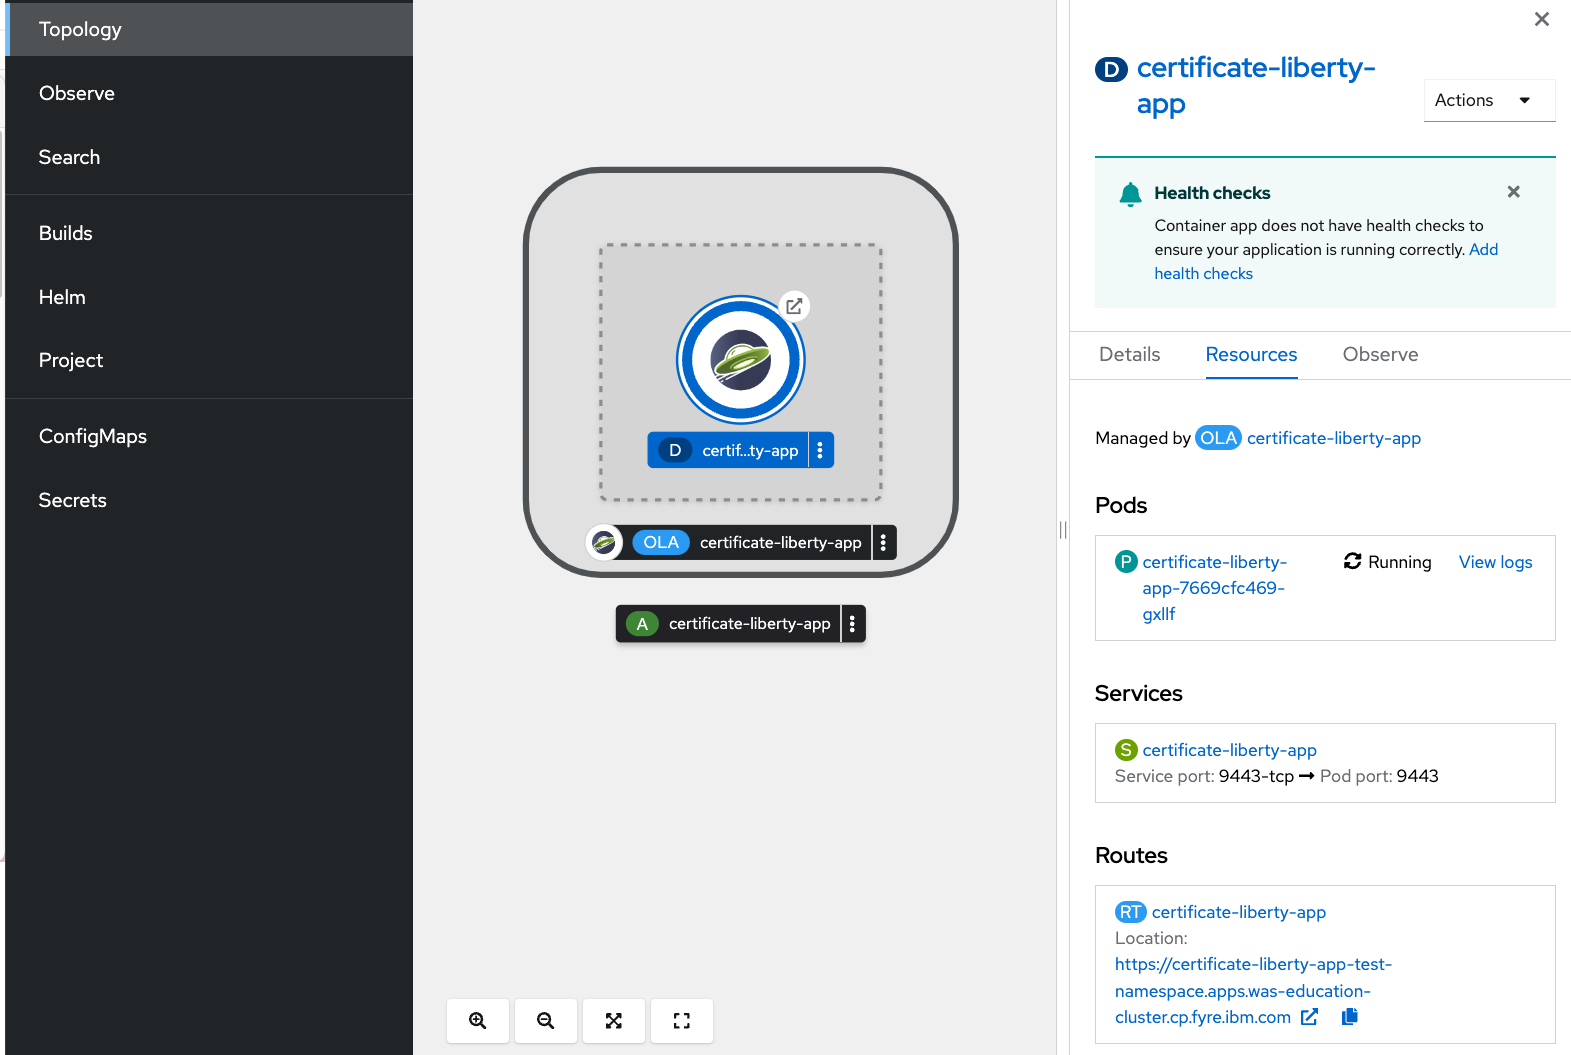 Topology
Observe
Search
Builds
Helm
Project
ConfigMaps
Secrets
D certif...ty-app
OLA certificate-liberty-app
A certificate-liberty-app
D certificate-liberty-
app
Actions
Health checks
Container app does not have health checks to
ensure your application is running correctly. Add
health checks
Details Resources Observe
Managed by OLA certificate-liberty-app
Pods
P certificate-liberty-
app-7669cfc469-
gxllf
Running View logs
Services
S certificate-liberty-app
Service port: 9443-tcp → Pod port: 9443
Routes
RT certificate-liberty-app
Location:
https://certificate-liberty-app-test-
namespace.apps.was-education-
cluster.cp.fyre.ibm.com